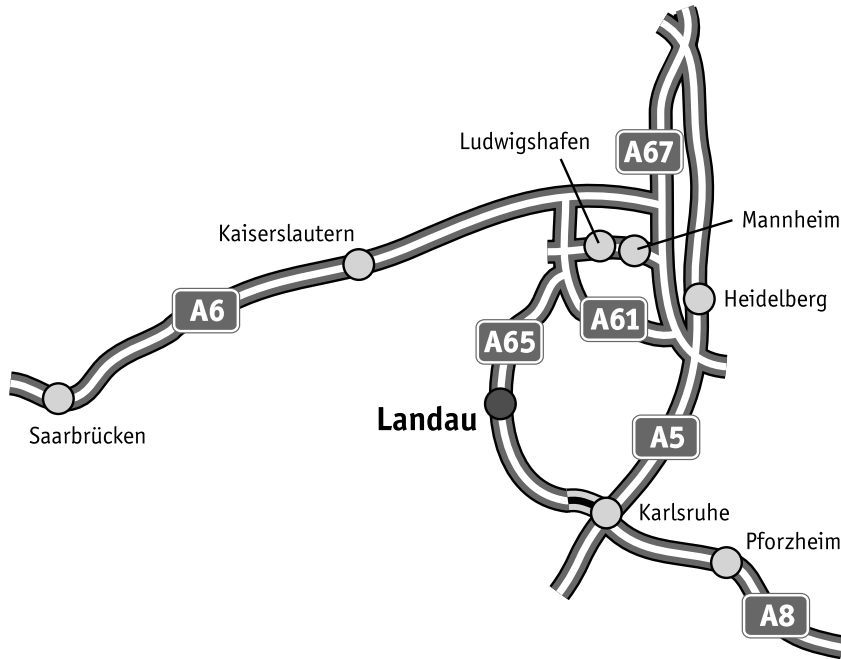 Ludwigshafen
A67
Mannheim
Kaiserslautern
Heidelberg
A6
A61
A65
Landau
Saarbrücken
A5
Karlsruhe
Pforzheim
A8